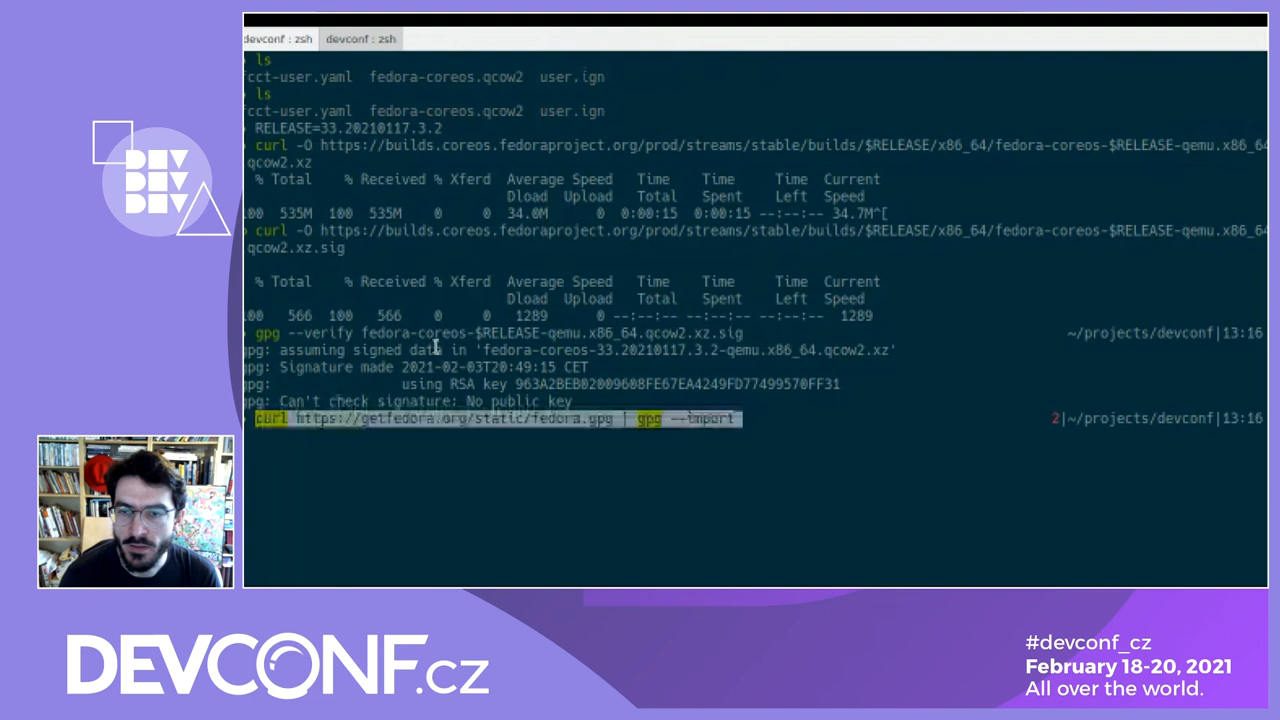 devconf : zsh devconf : zsh
ls
fcct-user.yaml fedora-coreos.qcow2 user.ign
ls
fcct-user.yaml fedora-coreos.qcow2 user.ign
RELEASE=33.20210117.3.2
curl -O https://builds.coreos.fedoraproject.org/prod/streams/stable/builds/$RELEASE/x86_64/fedora-coreos-$RELEASE-qemu.x86_64
qcow2.xz
% Total % Received % Xferd Average Speed Time Time Time Current
Dload Upload Total Spent Left Speed
100 535M 100 535M 0 0 34.0M 0 0:00:15 0:00:15 --:--:-- 34.7M^[
curl -O https://builds.coreos.fedoraproject.org/prod/streams/stable/builds/$RELEASE/x86_64/fedora-coreos-$RELEASE-qemu.x86_64
qcow2.xz.sig
% Total % Received % Xferd Average Speed Time Time Time Current
Dload Upload Total Spent Left Speed
100 566 100 566 0 0 1289 0 --:--:-- --:--:-- --:--:-- 1289
gpg --verify fedora-coreos-$RELEASE-qemu.x86_64.qcow2.xz.sig ~/projects/devconf|13:16
gpg: assuming signed data in 'fedora-coreos-33.20210117.3.2-qemu.x86_64.qcow2.xz'
gpg: Signature made 2021-02-03T20:49:15 CET
gpg: using RSA key 963A2BEB02009608FE67EA4249FD77499570FF31
gpg: Can't check signature: No public key
curl https://getfedora.org/static/fedora.gpg | gpg --import 2|~/projects/devconf|13:16
DEV
DEV
DEV
DEVCONF.cz
#devconf_cz
February 18-20, 2021
All over the world.